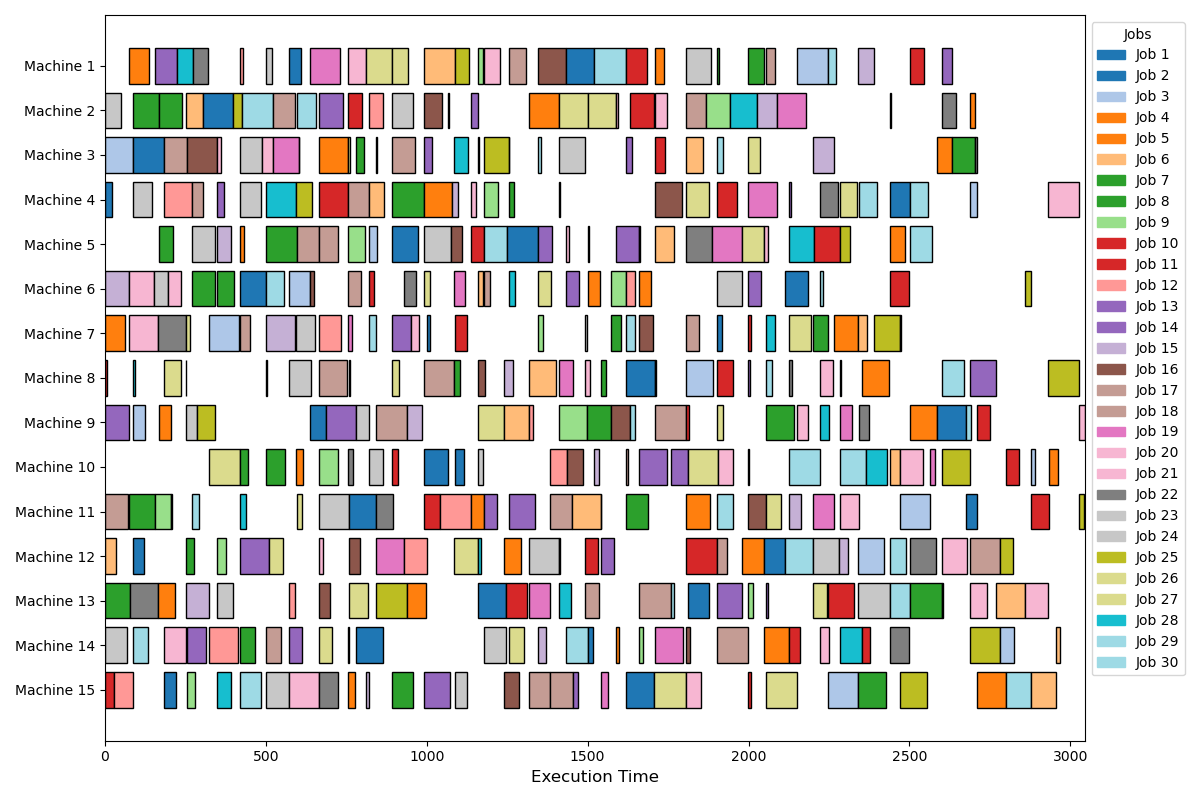 Machine 1
Machine 2
Machine 3
Machine 4
Machine 5
Machine 6
Machine 7
Machine 8
Machine 9
Machine 10
Machine 11
Machine 12
Machine 13
Machine 14
Machine 15
0 500 1000 1500 2000 2500 3000
Execution Time
Jobs
Job 1
Job 2
Job 3
Job 4
Job 5
Job 6
Job 7
Job 8
Job 9
Job 10
Job 11
Job 12
Job 13
Job 14
Job 15
Job 16
Job 17
Job 18
Job 19
Job 20
Job 21
Job 22
Job 23
Job 24
Job 25
Job 26
Job 27
Job 28
Job 29
Job 30